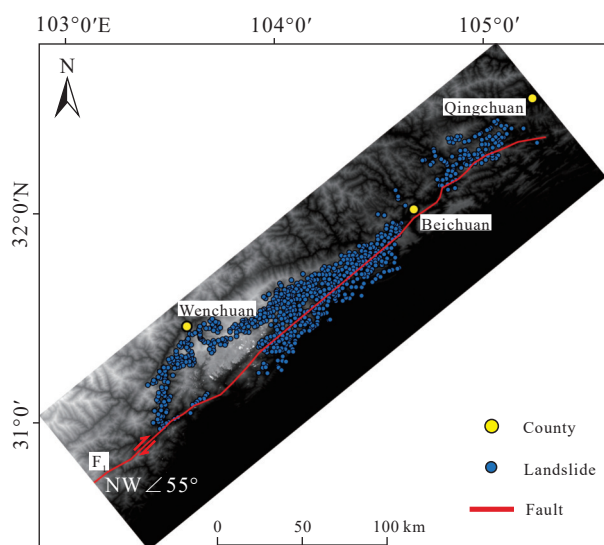 103°0′E 104°0′ 105°0′
N
Qingchuan
32°0′N
Beichuan
Wenchuan
31°0′
County
Landslide
F₁
NW∠55°
Fault
0 50 100 km